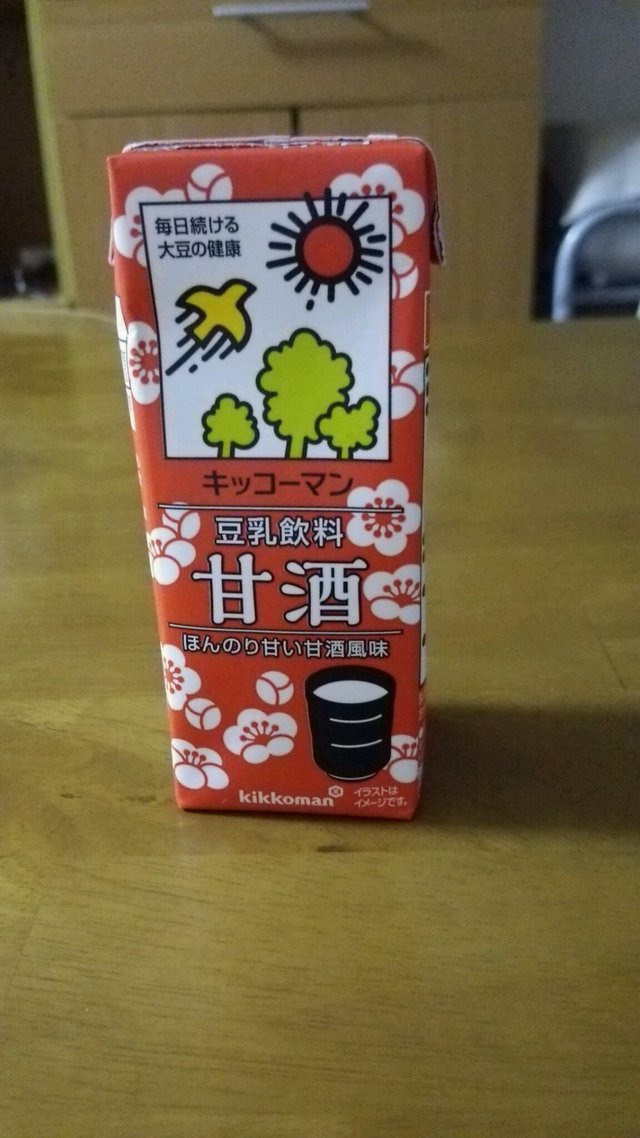 毎日続ける
大豆の健康
キッコーマン
豆乳飲料
甘酒
ほんのり甘い甘酒風味
kikkoman
イラストは
イメージです。